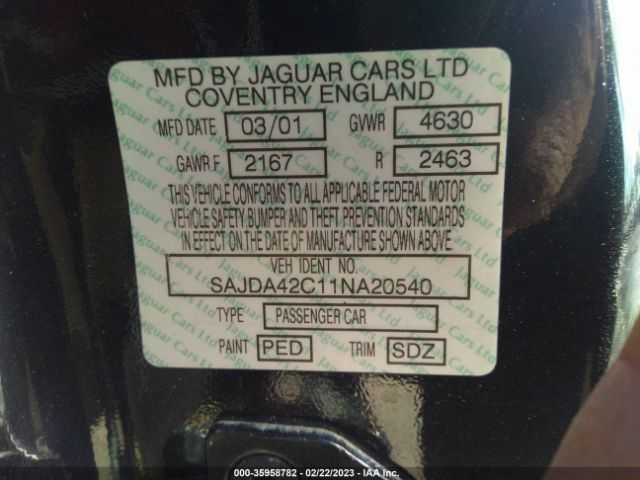 MFD BY JAGUAR CARS LTD
COVENTRY ENGLAND
MFD DATE 03/01 GVWR 4630
GAWR.F 2167 R 2463
THIS VEHICLE CONFORMS TO ALL APPLICABLE FEDERAL MOTOR
VEHICLE SAFETY, BUMPER AND THEFT PREVENTION STANDARDS
IN EFFECT ON THE DATE OF MANUFACTURE SHOWN ABOVE.
VEH IDENT NO.
SAJDA42C11NA20540
TYPE PASSENGER CAR
PAINT PED TRIM SDZ
000-35958782 - 02/22/2023 - IAA Inc.